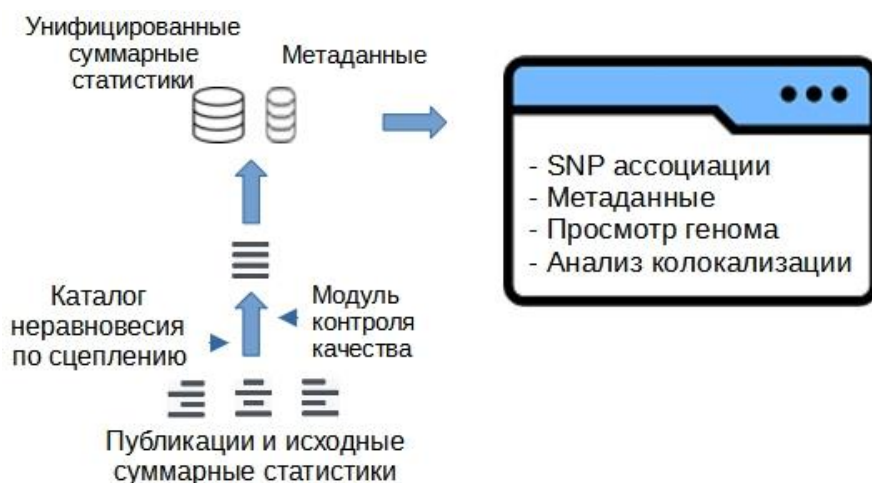 Унифицированные
суммарные
статистики
Метаданные
- SNP ассоциации
- Метаданные
- Просмотр генома
- Анализ колокализации
Каталог
неравновесия
по сцеплению
Модуль
контроля
качества
Публикации и исходные
суммарные статистики